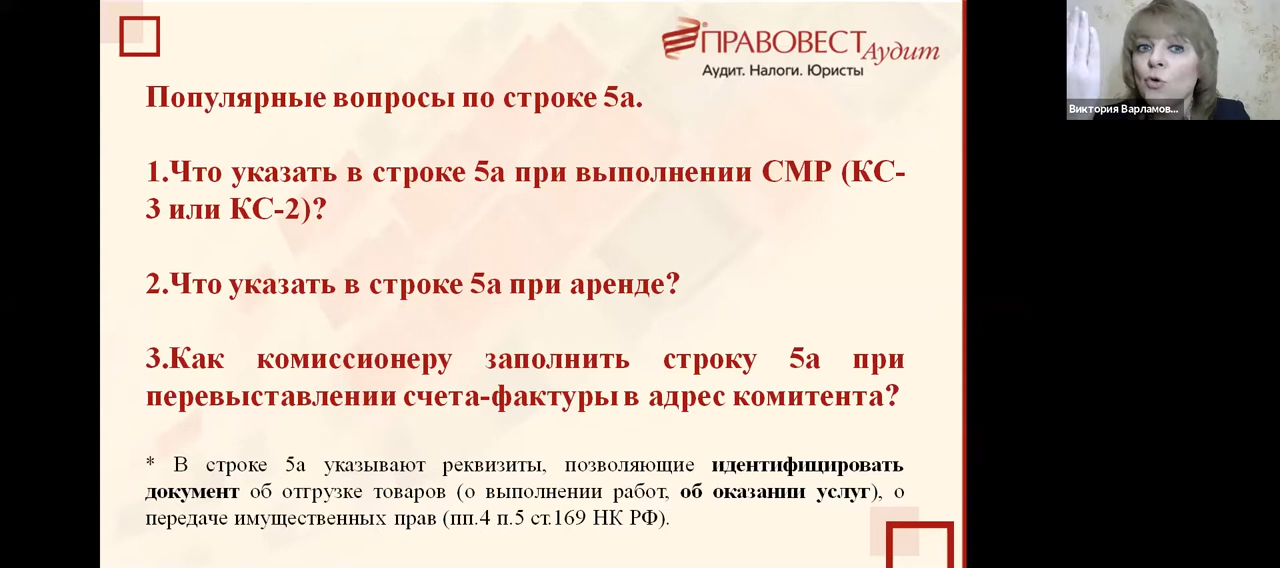 ПРАВОВЕСТ Аудит
Аудит. Налоги. Юристы
Виктория Варламов...
Популярные вопросы по строке 5а.
1.Что указать в строке 5а при выполнении СМР (КС-
3 или КС-2)?
2.Что указать в строке 5а при аренде?
3.Как комиссионеру заполнить строку 5а при
перевыставлении счета-фактуры в адрес комитента?
* В строке 5а указывают реквизиты, позволяющие идентифицировать
документ об отгрузке товаров (о выполнении работ, об оказании услуг), о
передаче имущественных прав (пп.4 п.5 ст.169 НК РФ).